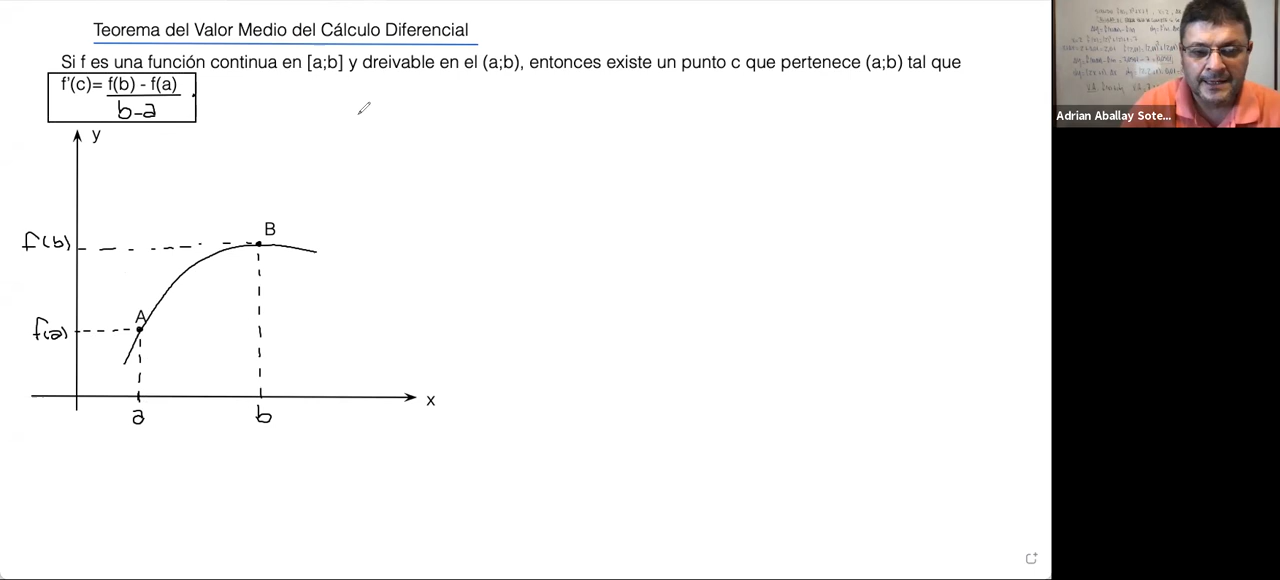 Teorema del Valor Medio del Cálculo Diferencial
Si f es una función continua en [a;b] y dreivable en el (a;b), entonces existe un punto c que pertenece (a;b) tal que
f'(c)= f(b) - f(a)
b-a
y
B
f(b)
A
f(a)
x
a
b
Adrian Aballay Sote...